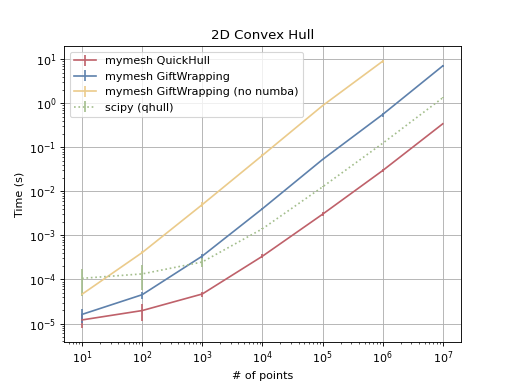 2D Convex Hull
mymesh QuickHull
mymesh GiftWrapping
mymesh GiftWrapping (no numba)
scipy (qhull)
Time (s)
10¹
10⁰
10⁻¹
10⁻²
10⁻³
10⁻⁴
10⁻⁵
10¹ 10² 10³ 10⁴ 10⁵ 10⁶ 10⁷
# of points